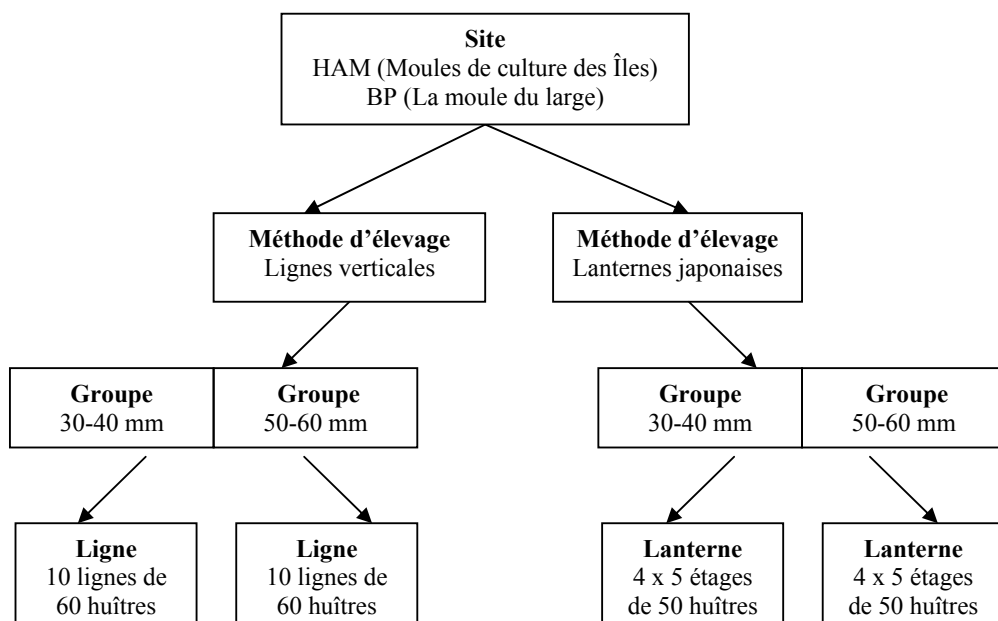 Site
HAM (Moules de culture des Îles)
BP (La moule du large)
Méthode d’élevage
Lignes verticales
Méthode d’élevage
Lanternes japonaises
Groupe
30-40 mm
Groupe
50-60 mm
Groupe
30-40 mm
Groupe
50-60 mm
Ligne
10 lignes de
60 huîtres
Ligne
10 lignes de
60 huîtres
Lanterne
4 x 5 étages
de 50 huîtres
Lanterne
4 x 5 étages
de 50 huîtres